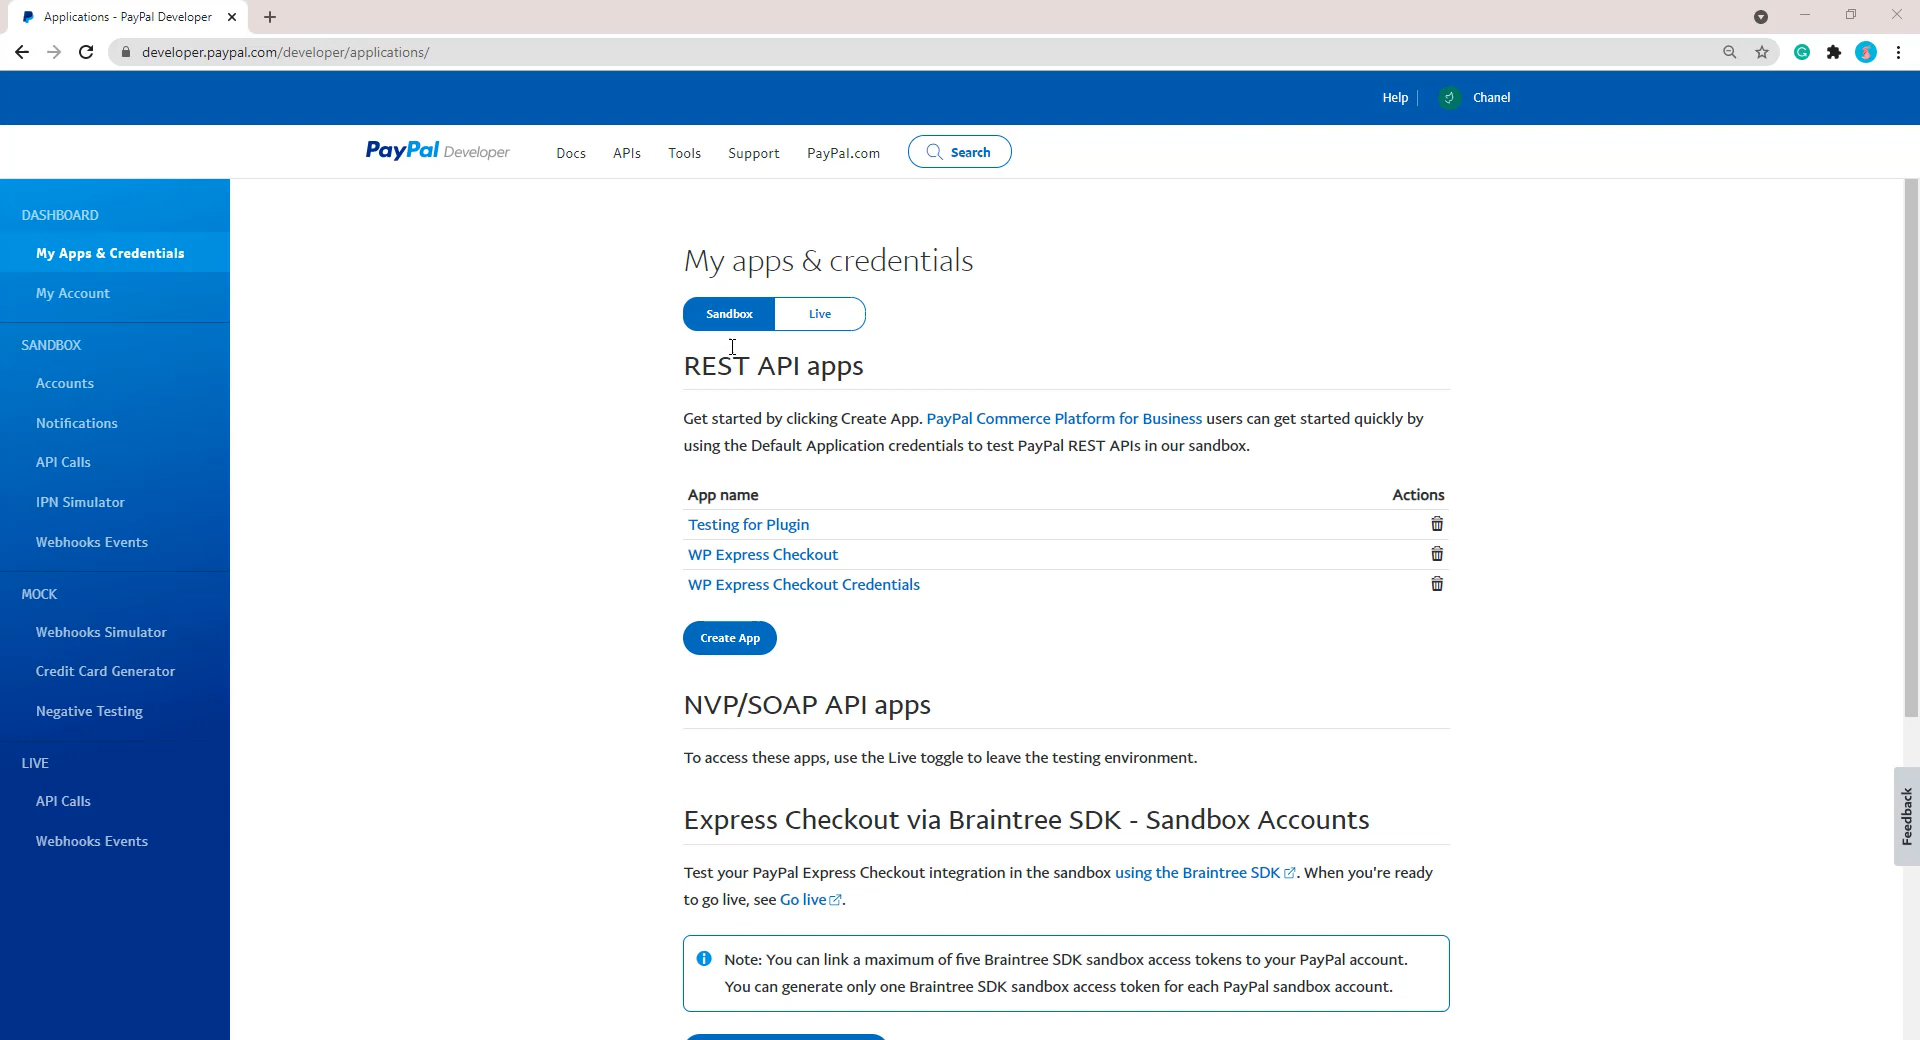 Applications - PayPal Developer
developer.paypal.com/developer/applications/
Help
Chanel
PayPal Developer
Docs
APIs
Tools
Support
PayPal.com
Search
DASHBOARD
My Apps & Credentials
My Account
SANDBOX
Accounts
Notifications
API Calls
IPN Simulator
Webhooks Events
MOCK
Webhooks Simulator
Credit Card Generator
Negative Testing
LIVE
API Calls
Webhooks Events
My apps & credentials
Sandbox
Live
REST API apps
Get started by clicking Create App. PayPal Commerce Platform for Business users can get started quickly by
using the Default Application credentials to test PayPal REST APIs in our sandbox.
App name
Actions
Testing for Plugin
WP Express Checkout
WP Express Checkout Credentials
Create App
NVP/SOAP API apps
To access these apps, use the Live toggle to leave the testing environment.
Express Checkout via Braintree SDK - Sandbox Accounts
Test your PayPal Express Checkout integration in the sandbox using the Braintree SDK. When you're ready
to go live, see Go live.
Note: You can link a maximum of five Braintree SDK sandbox access tokens to your PayPal account.
You can generate only one Braintree SDK sandbox access token for each PayPal sandbox account.
Feedback